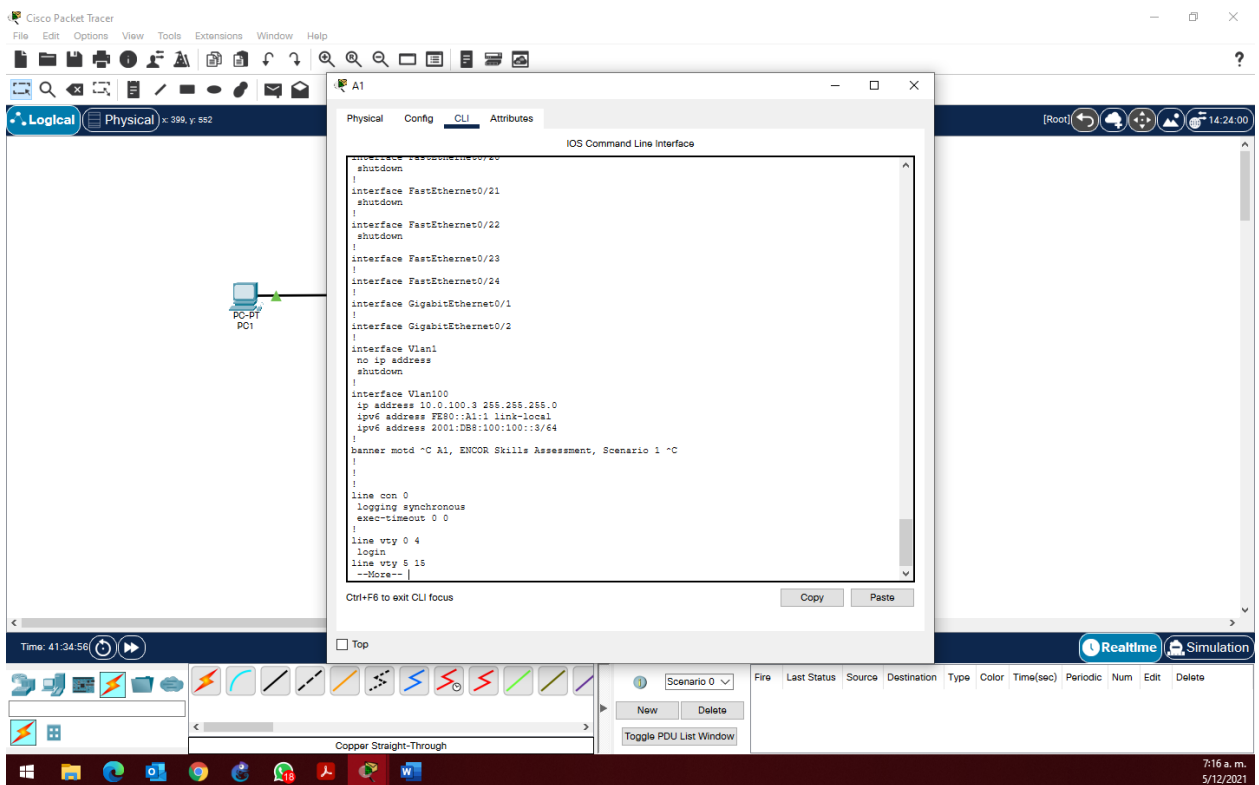 Cisco Packet Tracer
File Edit Options View Tools Extensions Window Help
?
A1
Logical Physical x: 399, y: 552
[Root] 14:24:00
Physical Config CLI Attributes
IOS Command Line Interface
interface FastEthernet0/20
shutdown
!
interface FastEthernet0/21
shutdown
!
interface FastEthernet0/22
shutdown
!
interface FastEthernet0/23
!
interface FastEthernet0/24
!
interface GigabitEthernet0/1
!
interface GigabitEthernet0/2
!
interface Vlan1
no ip address
shutdown
!
interface Vlan100
ip address 10.0.100.3 255.255.255.0
ipv6 address FE80::A1:1 link-local
ipv6 address 2001:DB8:100:100::3/64
!
banner motd ^C A1, ENCOR Skills Assessment, Scenario 1 ^C
!
!
!
line con 0
logging synchronous
exec-timeout 0 0
!
line vty 0 4
login
line vty 5 15
--More--
PC-PT
PC1
Ctrl+F6 to exit CLI focus
Copy Paste
Top
Time: 41:34:56
Realtime Simulation
Scenario 0
Fire Last Status Source Destination Type Color Time(sec) Periodic Num Edit Delete
New Delete
Toggle PDU List Window
Copper Straight-Through
18
7:16 a. m.
5/12/2021